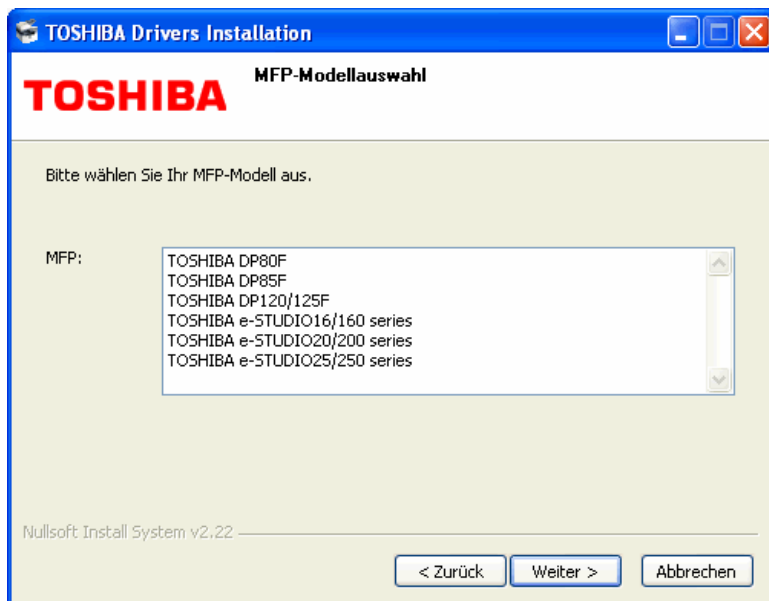 TOSHIBA Drivers Installation
TOSHIBA
MFP-Modellauswahl
Bitte wählen Sie Ihr MFP-Modell aus.
MFP:
TOSHIBA DP80F
TOSHIBA DP85F
TOSHIBA DP120/125F
TOSHIBA e-STUDIO16/160 series
TOSHIBA e-STUDIO20/200 series
TOSHIBA e-STUDIO25/250 series
Nullsoft Install System v2.22
< Zurück
Weiter >
Abbrechen